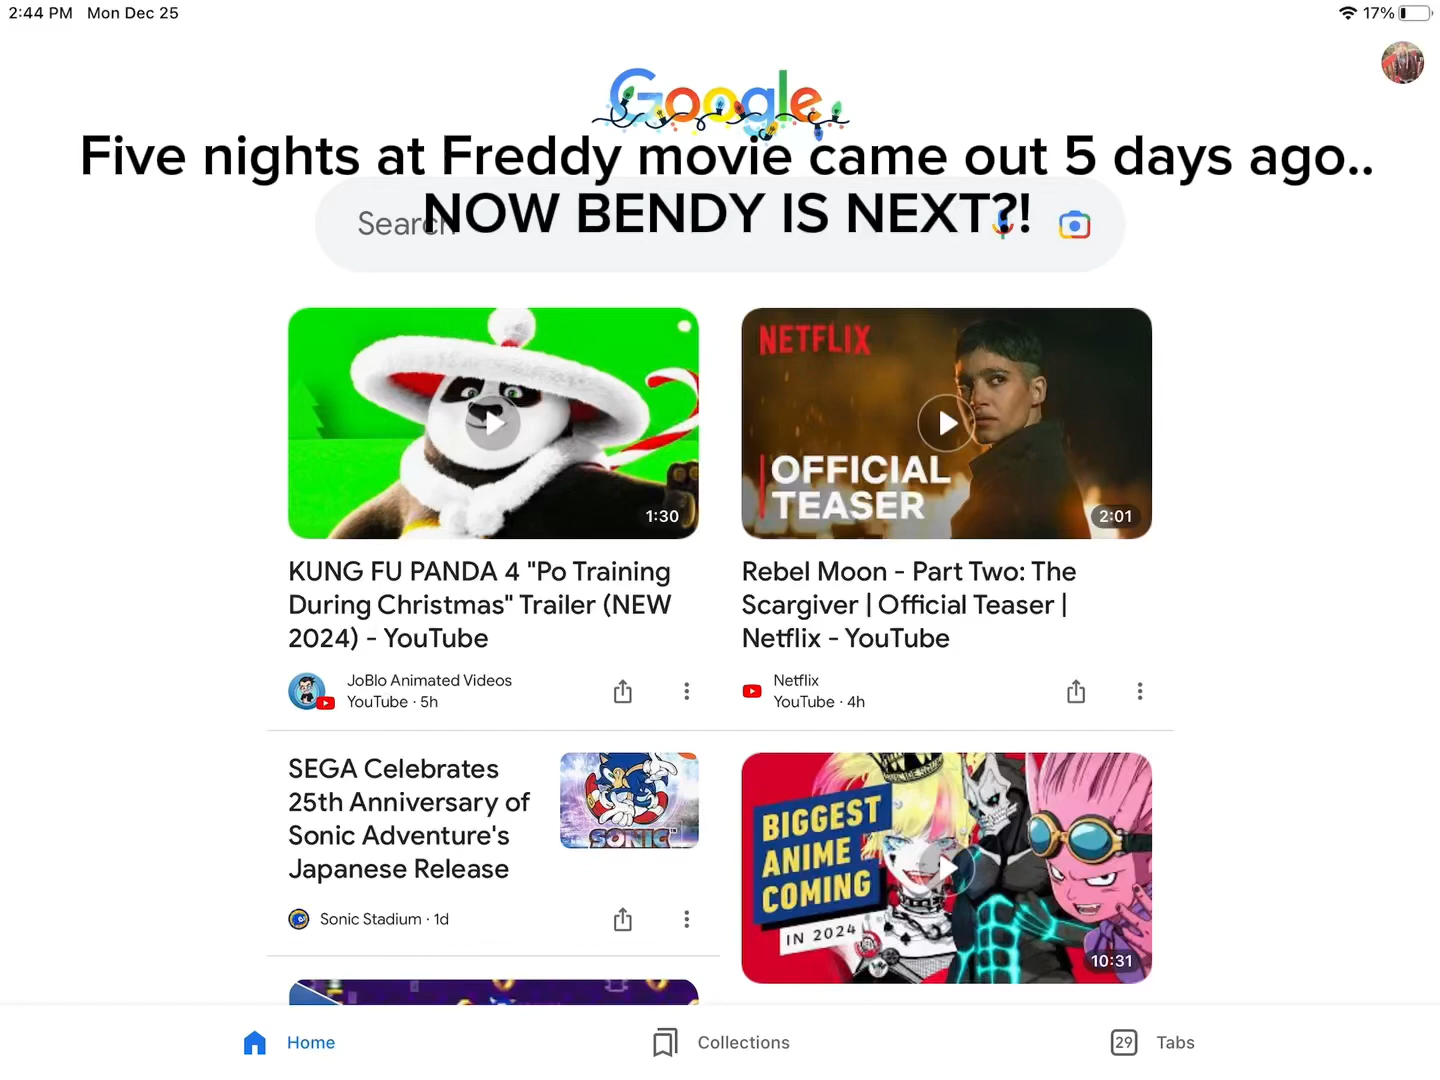 2:44 PM Mon Dec 25
17%
Google
Five nights at Freddy movie came out 5 days ago..
NOW BENDY IS NEXT?!
Search
1:30
NETFLIX
OFFICIAL
TEASER
2:01
KUNG FU PANDA 4 "Po Training
During Christmas" Trailer (NEW
2024) - YouTube
JoBlo Animated Videos
YouTube · 5h
Rebel Moon - Part Two: The
Scargiver | Official Teaser |
Netflix - YouTube
Netflix
YouTube · 4h
SEGA Celebrates
25th Anniversary of
Sonic Adventure's
Japanese Release
SONIC
Sonic Stadium · 1d
BIGGEST
ANIME
COMING
IN 2024
10:31
Home
Collections
29
Tabs